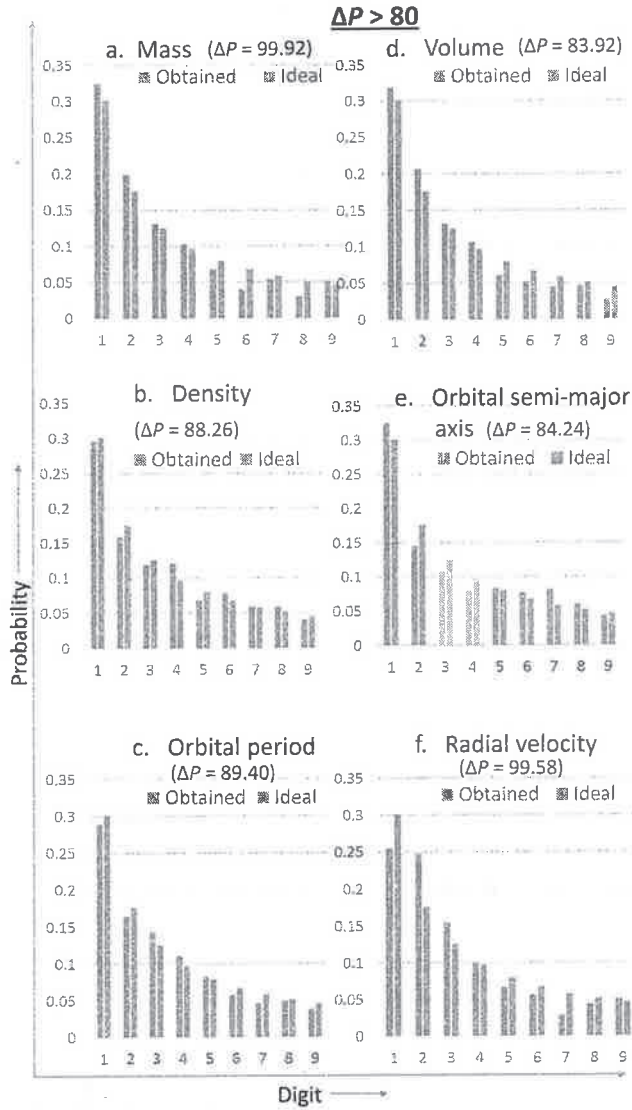 ΔP > 80
a. Mass (ΔP = 99.92)
Obtained Ideal
0.35
0.3
0.25
0.2
0.15
0.1
0.05
0
1 2 3 4 5 6 7 8 9
d. Volume (ΔP = 83.92)
Obtained Ideal
0.35
0.3
0.25
0.2
0.15
0.1
0.05
0
1 2 3 4 5 6 7 8 9
b. Density
(ΔP = 88.26)
Obtained Ideal
0.35
0.3
0.25
0.2
0.15
0.1
0.05
0
1 2 3 4 5 6 7 8 9
e. Orbital semi-major
axis (ΔP = 84.24)
Obtained Ideal
0.35
0.3
0.25
0.2
0.15
0.1
0.05
0
1 2 3 4 5 6 7 8 9
c. Orbital period
(ΔP = 89.40)
Obtained Ideal
0.35
0.3
0.25
0.2
0.15
0.1
0.05
0
1 2 3 4 5 6 7 8 9
f. Radial velocity
(ΔP = 99.58)
Obtained Ideal
0.35
0.3
0.25
0.2
0.15
0.1
0.05
0
1 2 3 4 5 6 7 8 9
Probability
Digit